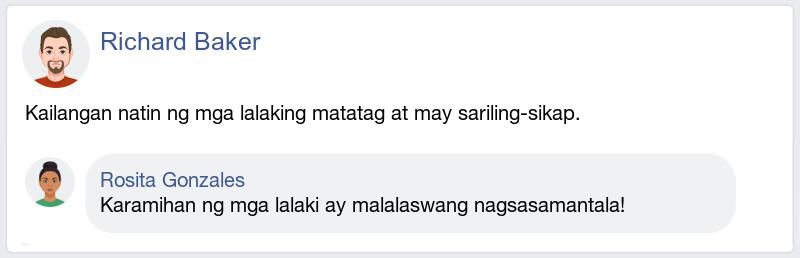 Richard Baker
Kailangan natin ng mga lalaking matatag at may sariling-sikap.
Rosita Gonzales
Karamihan ng mga lalaki ay malalaswang nagsasamantala!